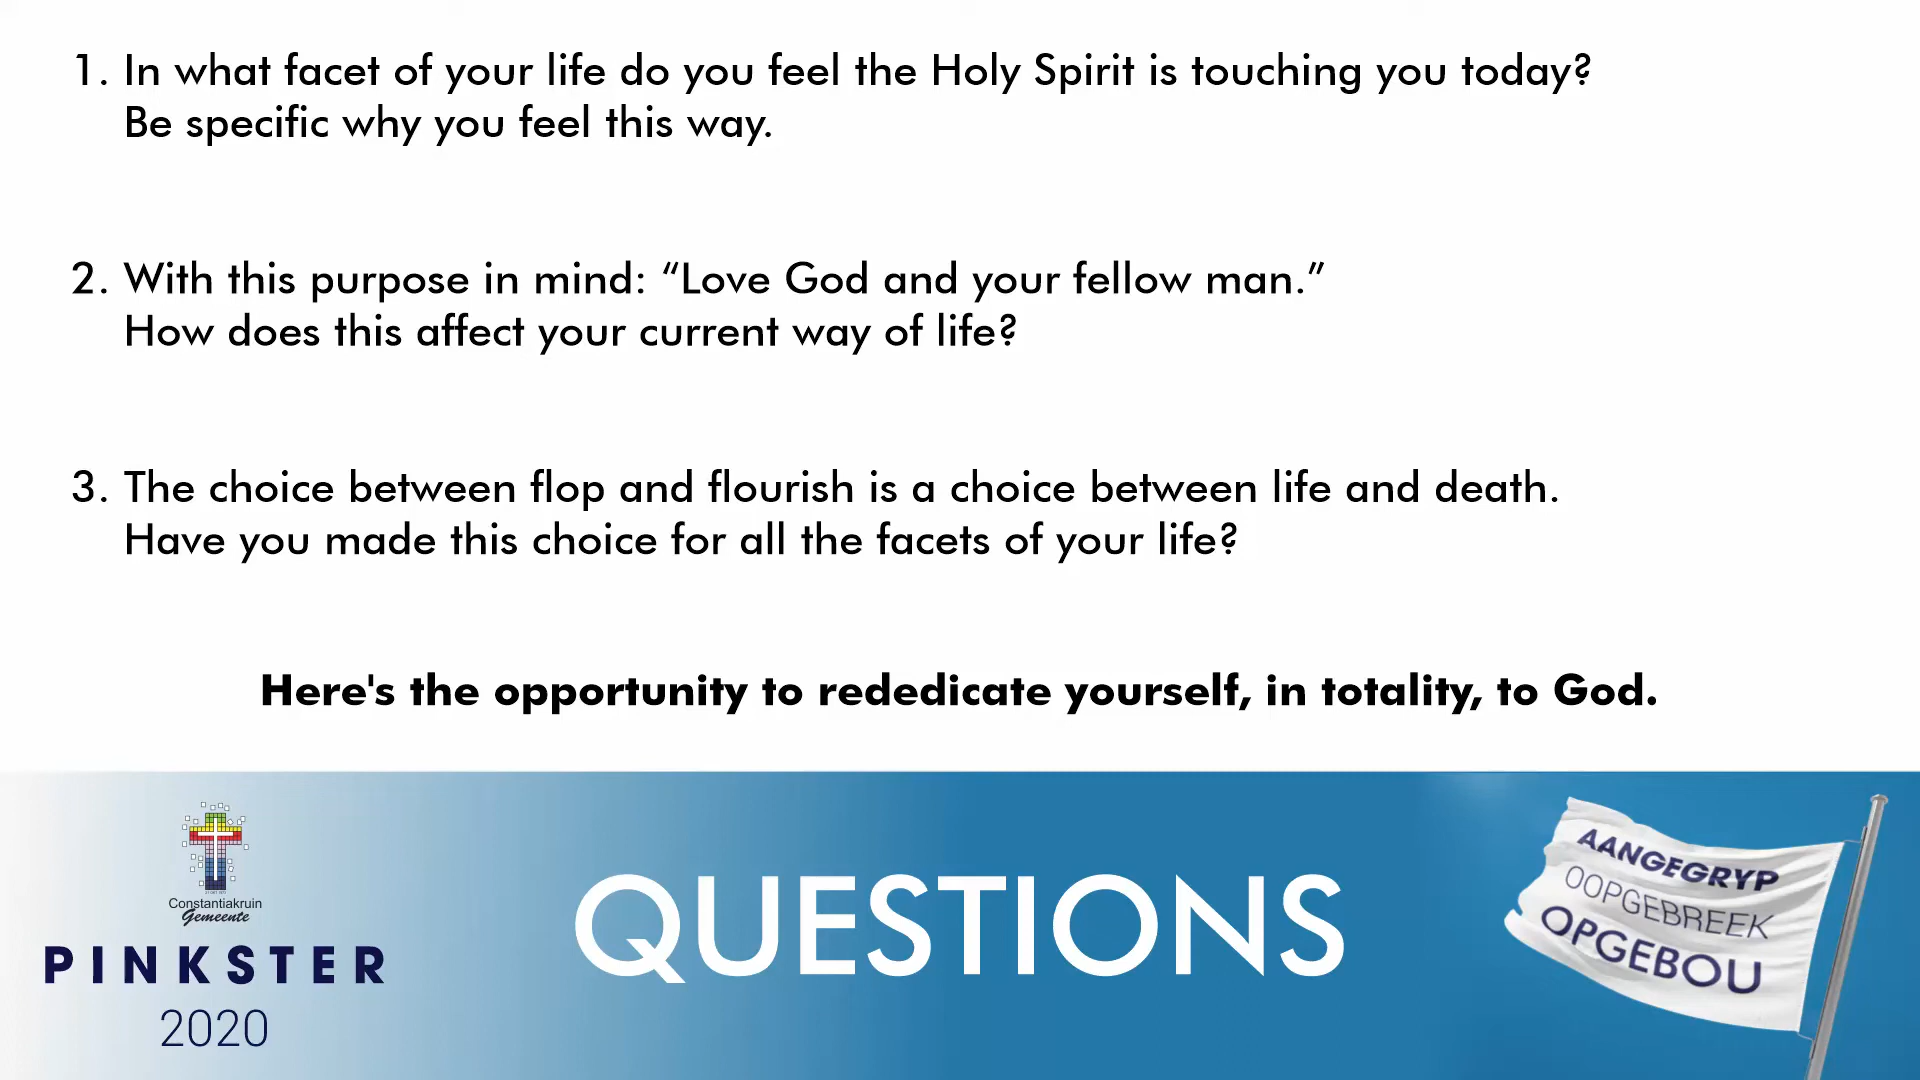 1. In what facet of your life do you feel the Holy Spirit is touching you today?
Be specific why you feel this way.
2. With this purpose in mind: “Love God and your fellow man.”
How does this affect your current way of life?
3. The choice between flop and flourish is a choice between life and death.
Have you made this choice for all the facets of your life?
Here's the opportunity to rededicate yourself, in totality, to God.
Constantiakruin
Gemeente
PINKSTER
2020
QUESTIONS
AANGEGRYP
OOPGEBREEK
OPGEBOU